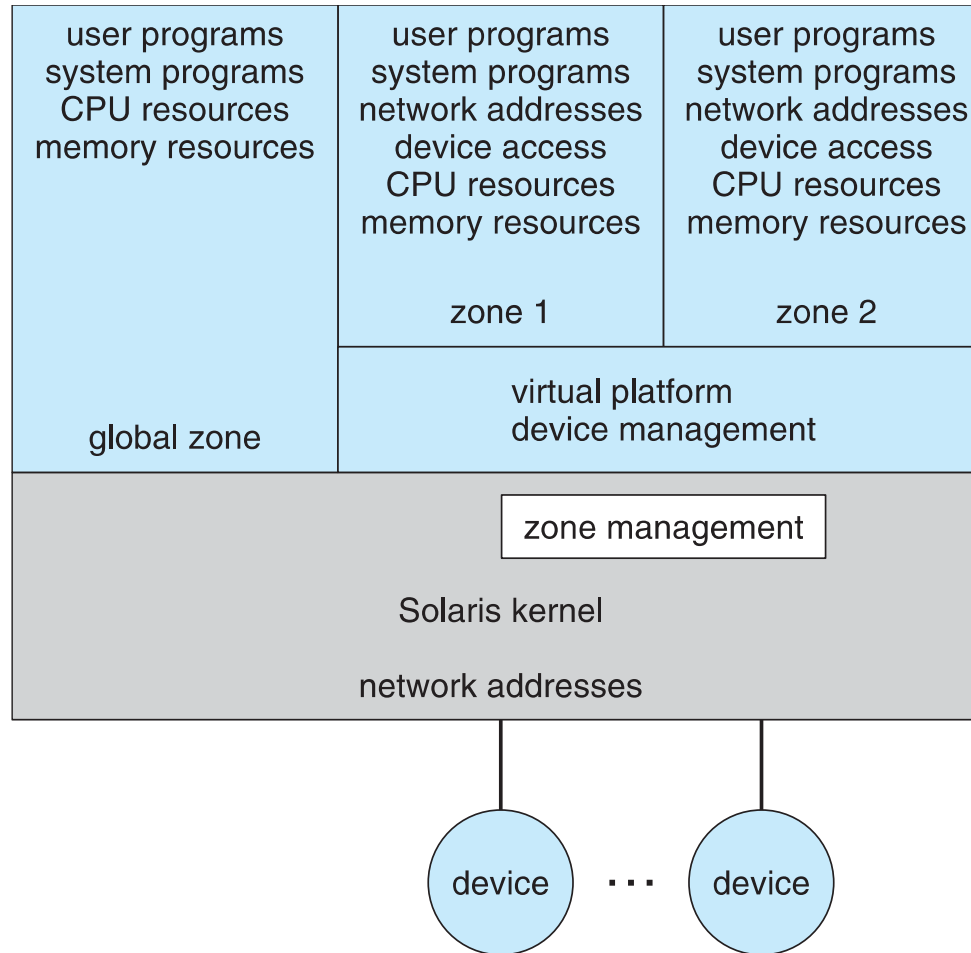 user programs
system programs
CPU resources
memory resources
global zone
user programs
system programs
network addresses
device access
CPU resources
memory resources
zone 1
user programs
system programs
network addresses
device access
CPU resources
memory resources
zone 2
virtual platform
device management
zone management
Solaris kernel
network addresses
device
...
device